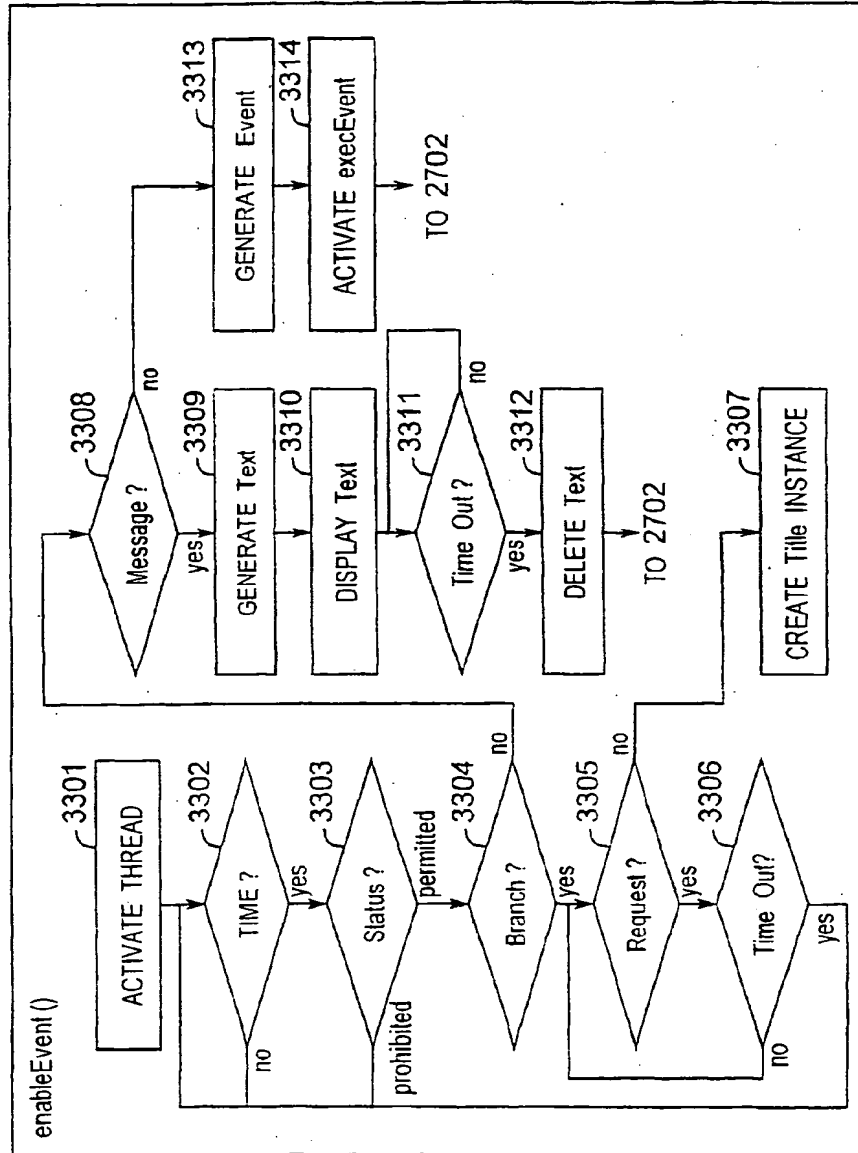 enableEvent ()
3301
ACTIVATE THREAD
3302
TIME ?
no
yes
3303
Status ?
prohibited
permitted
3304
Branch ?
no
yes
3305
Request ?
no
yes
3306
Time Out?
no
yes
3308
Message ?
no
yes
3309
GENERATE Text
3310
DISPLAY Text
3311
Time Out ?
no
yes
3312
DELETE Text
TO 2702
3307
CREATE Title INSTANCE
3313
GENERATE Event
3314
ACTIVATE execEvent
TO 2702